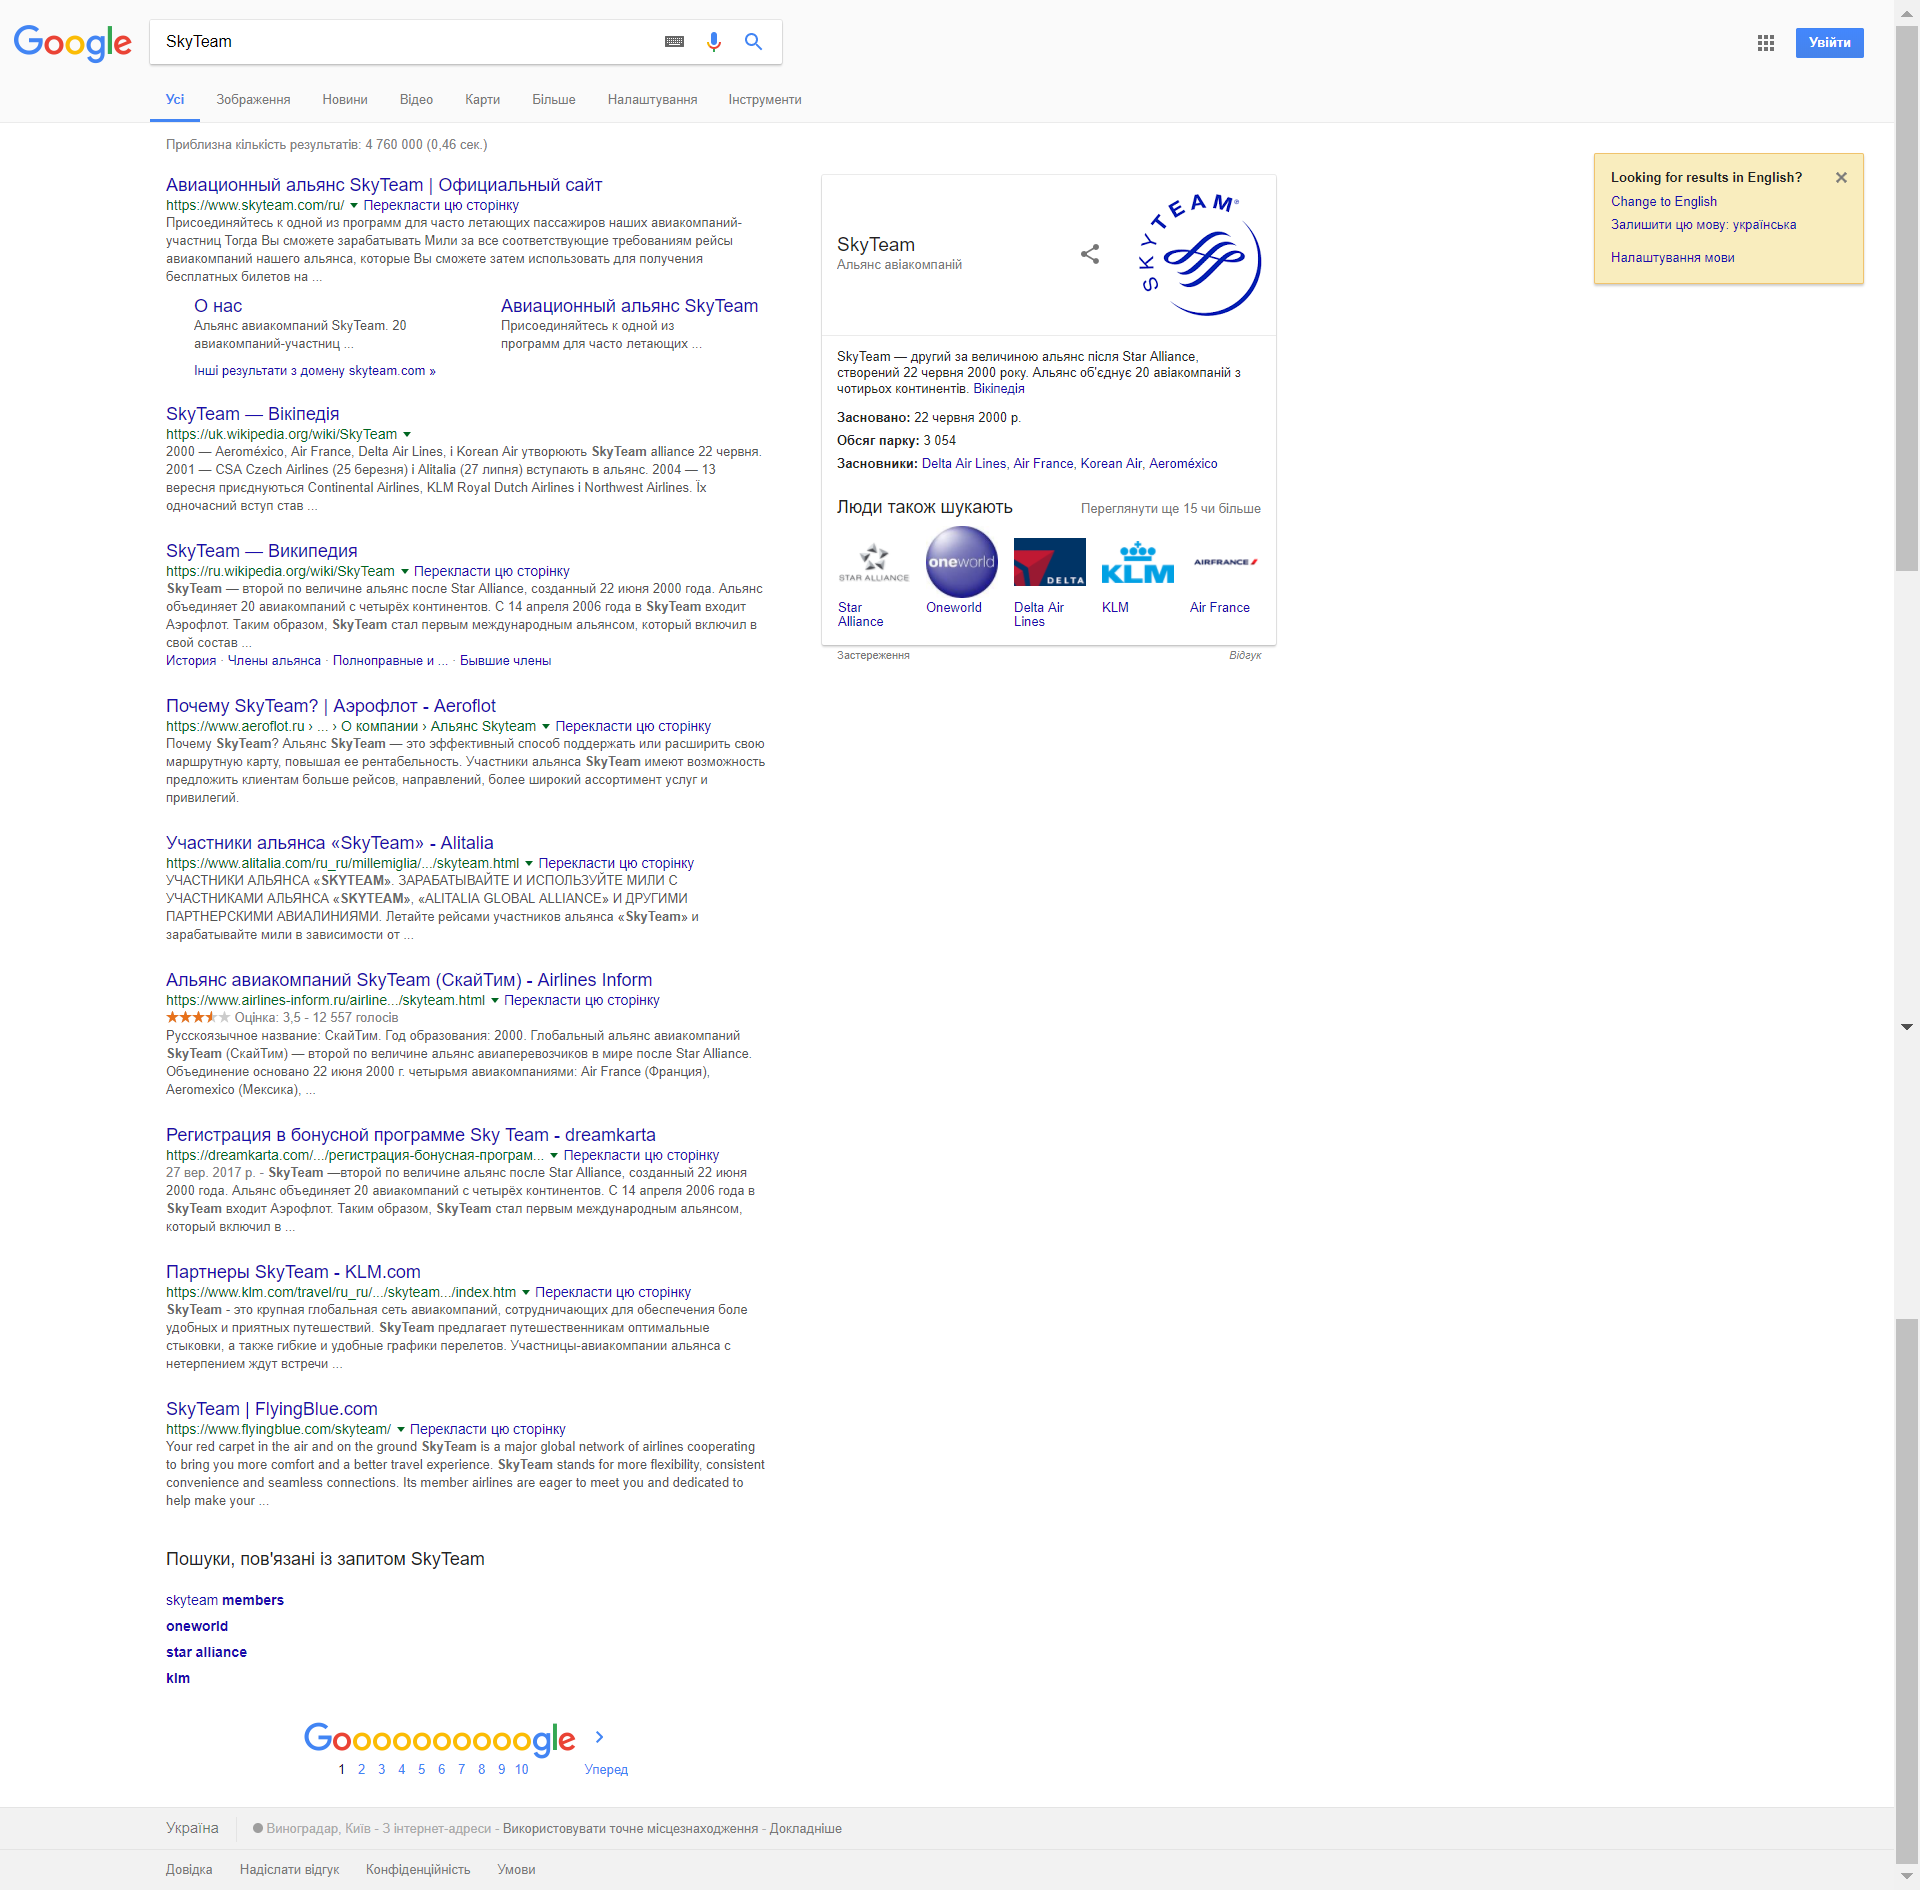 Google
SkyTeam
Увійти
Усі Зображення Новини Відео Карти Більше Налаштування Інструменти
Приблизна кількість результатів: 4 760 000 (0,46 сек.)
Авиационный альянс SkyTeam | Официальный сайт
https://www.skyteam.com/ru/ Перекласти цю сторінку
Присоединяйтесь к одной из программ для часто летающих пассажиров наших авиакомпаний-
участниц Тогда Вы сможете зарабатывать Мили за все соответствующие требованиям рейсы
авиакомпаний нашего альянса, которые Вы сможете затем использовать для получения
бесплатных билетов на ...
О нас
Альянс авиакомпаний SkyTeam. 20
авиакомпаний-участниц ...
Авиационный альянс SkyTeam
Присоединяйтесь к одной из
программ для часто летающих ...
Інші результати з домену skyteam.com »
SkyTeam — Вікіпедія
https://uk.wikipedia.org/wiki/SkyTeam
2000 — Aeroméxico, Air France, Delta Air Lines, і Korean Air утворюють SkyTeam alliance 22 червня.
2001 — CSA Czech Airlines (25 березня) і Alitalia (27 липня) вступають в альянс. 2004 — 13
вересня приєднуються Continental Airlines, KLM Royal Dutch Airlines і Northwest Airlines. Їх
одночасний вступ став ...
SkyTeam — Википедия
https://ru.wikipedia.org/wiki/SkyTeam Перекласти цю сторінку
SkyTeam — второй по величине альянс после Star Alliance, созданный 22 июня 2000 года. Альянс
объединяет 20 авиакомпаний с четырёх континентов. С 14 апреля 2006 года в SkyTeam входит
Аэрофлот. Таким образом, SkyTeam стал первым международным альянсом, который включил в
свой состав ...
История · Члены альянса · Полноправные и ... · Бывшие члены
Почему SkyTeam? | Аэрофлот - Aeroflot
https://www.aeroflot.ru › ... › О компании › Альянс Skyteam Перекласти цю сторінку
Почему SkyTeam? Альянс SkyTeam — это эффективный способ поддержать или расширить свою
маршрутную карту, повышая ее рентабельность. Участники альянса SkyTeam имеют возможность
предложить клиентам больше рейсов, направлений, более широкий ассортимент услуг и
привилегий.
Участники альянса «SkyTeam» - Alitalia
https://www.alitalia.com/ru_ru/millemiglia/.../skyteam.html Перекласти цю сторінку
УЧАСТНИКИ АЛЬЯНСА «SKYTEAM». ЗАРАБАТЫВАЙТЕ И ИСПОЛЬЗУЙТЕ МИЛИ С
УЧАСТНИКАМИ АЛЬЯНСА «SKYTEAM», «ALITALIA GLOBAL ALLIANCE» И ДРУГИМИ
ПАРТНЕРСКИМИ АВИАЛИНИЯМИ. Летайте рейсами участников альянса «SkyTeam» и
зарабатывайте мили в зависимости от ...
Альянс авиакомпаний SkyTeam (СкайТим) - Airlines Inform
https://www.airlines-inform.ru/airline.../skyteam.html Перекласти цю сторінку
Оцінка: 3,5 - 12 557 голосів
Русскоязычное название: СкайТим. Год образования: 2000. Глобальный альянс авиакомпаний
SkyTeam (СкайТим) — второй по величине альянс авиаперевозчиков в мире после Star Alliance.
Объединение основано 22 июня 2000 г. четырьмя авиакомпаниями: Air France (Франция),
Aeromexico (Мексика), ...
Регистрация в бонусной программе Sky Team - dreamkarta
https://dreamkarta.com/.../регистрация-бонусная-програм... Перекласти цю сторінку
27 вер. 2017 р. - SkyTeam —второй по величине альянс после Star Alliance, созданный 22 июня
2000 года. Альянс объединяет 20 авиакомпаний с четырёх континентов. С 14 апреля 2006 года в
SkyTeam входит Аэрофлот. Таким образом, SkyTeam стал первым международным альянсом,
который включил в ...
Партнеры SkyTeam - KLM.com
https://www.klm.com/travel/ru_ru/.../skyteam.../index.htm Перекласти цю сторінку
SkyTeam - это крупная глобальная сеть авиакомпаний, сотрудничающих для обеспечения боле
удобных и приятных путешествий. SkyTeam предлагает путешественникам оптимальные
стыковки, а также гибкие и удобные графики перелетов. Участницы-авиакомпании альянса с
нетерпением ждут встречи ...
SkyTeam | FlyingBlue.com
https://www.flyingblue.com/skyteam/ Перекласти цю сторінку
Your red carpet in the air and on the ground SkyTeam is a major global network of airlines cooperating
to bring you more comfort and a better travel experience. SkyTeam stands for more flexibility, consistent
convenience and seamless connections. Its member airlines are eager to meet you and dedicated to
help make your ...
Пошуки, пов'язані із запитом SkyTeam
skyteam members
oneworld
star alliance
klm
Goooooooooogle
1 2 3 4 5 6 7 8 9 10 Уперед
SkyTeam
Альянс авіакомпаній
SKYTEAM
SkyTeam — другий за величиною альянс після Star Alliance,
створений 22 червня 2000 року. Альянс об'єднує 20 авіакомпаній з
чотирьох континентів. Вікіпедія
Засновано: 22 червня 2000 р.
Обсяг парку: 3 054
Засновники: Delta Air Lines, Air France, Korean Air, Aeroméxico
Люди також шукають Переглянути ще 15 чи більше
STAR ALLIANCE oneworld DELTA KLM AIRFRANCE
Star
Alliance
Oneworld
Delta Air
Lines
KLM
Air France
Застереження Відгук
Looking for results in English?
Change to English
Залишити цю мову: українська
Налаштування мови
Україна Виноградар, Київ - З інтернет-адреси - Використовувати точне місцезнаходження - Докладніше
Довідка Надіслати відгук Конфіденційність Умови